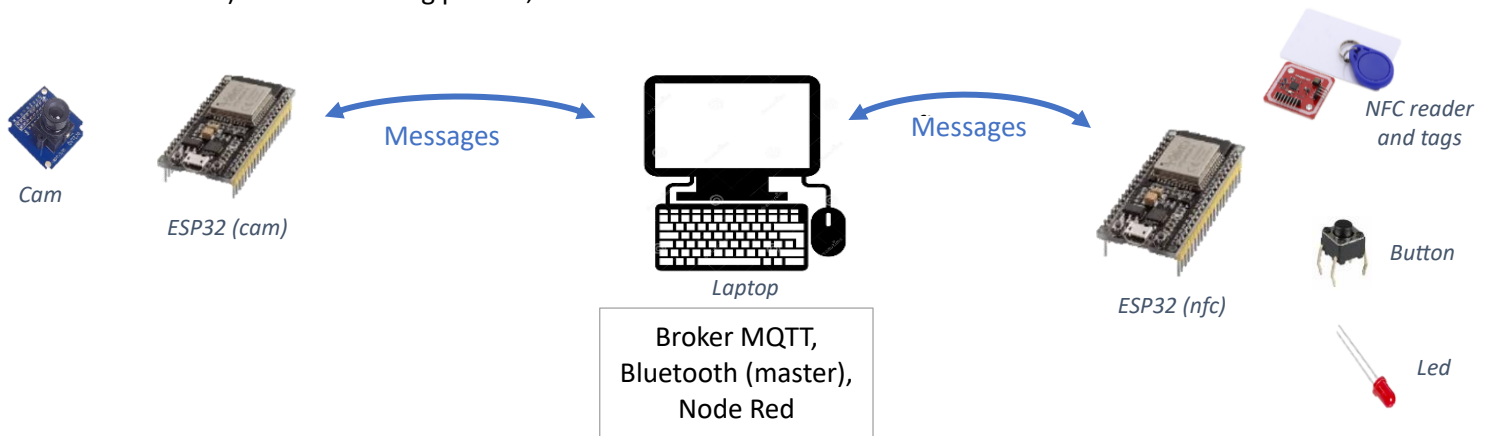 Messages
Messages
NFC reader
and tags
Cam
ESP32 (cam)
Button
Laptop
ESP32 (nfc)
Broker MQTT,
Bluetooth (master),
Node Red
Led